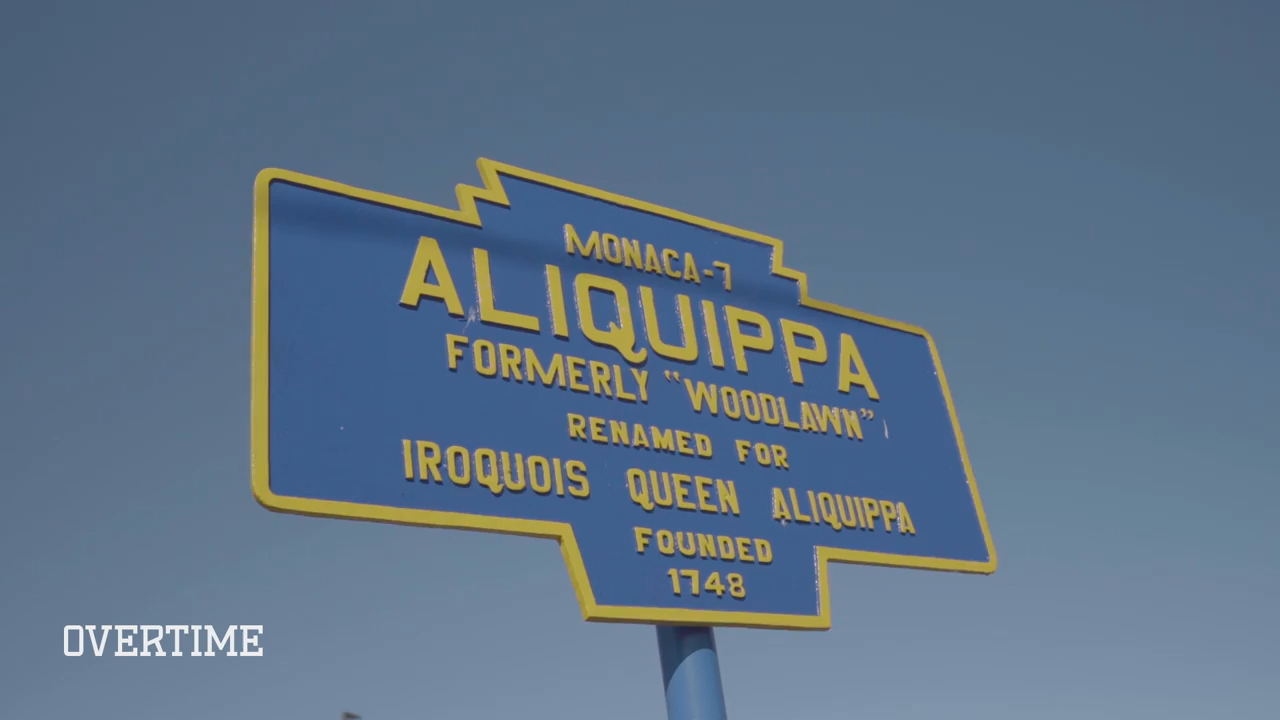 MONACA-7
ALIQUIPPA
FORMERLY "WOODLAWN"
RENAMED FOR
IROQUOIS QUEEN ALIQUIPPA
FOUNDED
1748
OVERTIME